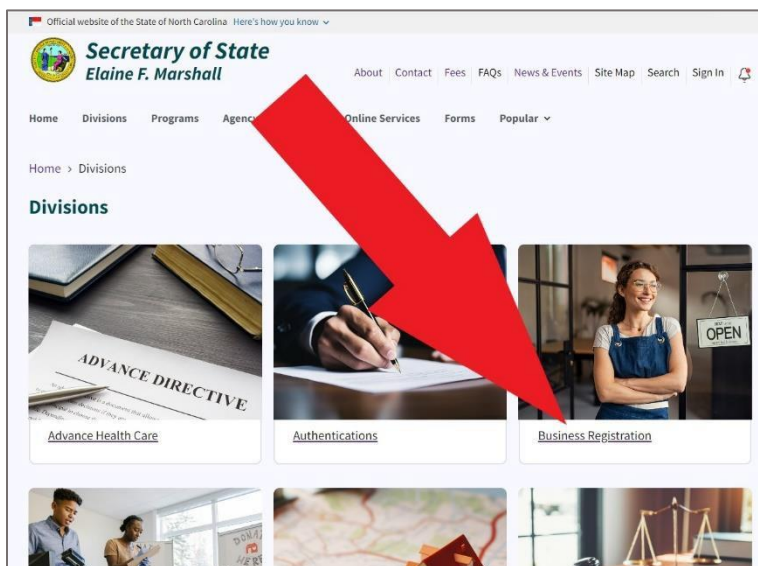 Official website of the State of North Carolina Here's how you know
Secretary of State
Elaine F. Marshall
About Contact Fees FAQs News & Events Site Map Search Sign In
Home Divisions Programs Online Services Forms Popular
Home > Divisions
Divisions
ADVANCE DIRECTIVE
OPEN
Advance Health Care
Authentications
Business Registration
DONATE
HERE